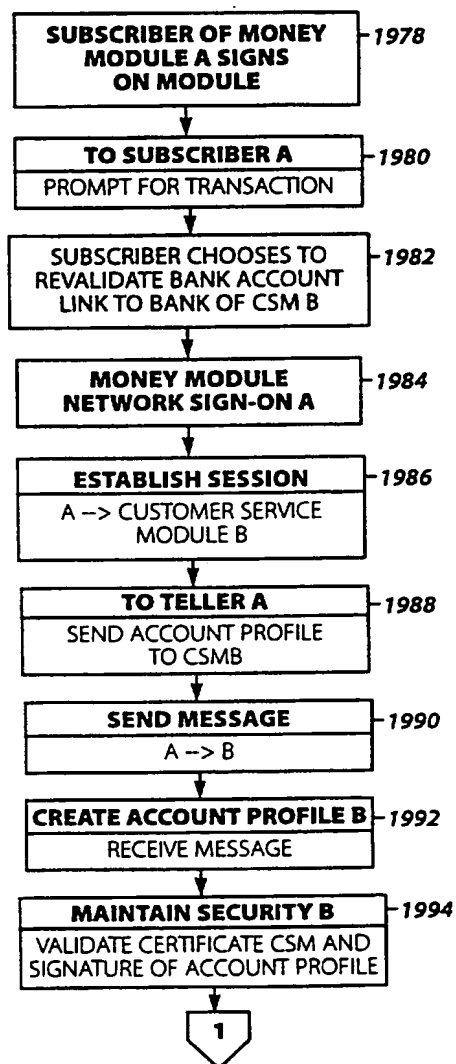 SUBSCRIBER OF MONEY
MODULE A SIGNS
ON MODULE
1978
TO SUBSCRIBER A
1980
PROMPT FOR TRANSACTION
SUBSCRIBER CHOOSES TO
REVALIDATE BANK ACCOUNT
LINK TO BANK OF CSM B
1982
MONEY MODULE
NETWORK SIGN-ON A
1984
ESTABLISH SESSION
1986
A --> CUSTOMER SERVICE
MODULE B
TO TELLER A
1988
SEND ACCOUNT PROFILE
TO CSMB
SEND MESSAGE
1990
A --> B
CREATE ACCOUNT PROFILE B
1992
RECEIVE MESSAGE
MAINTAIN SECURITY B
1994
VALIDATE CERTIFICATE CSM AND
SIGNATURE OF ACCOUNT PROFILE
1